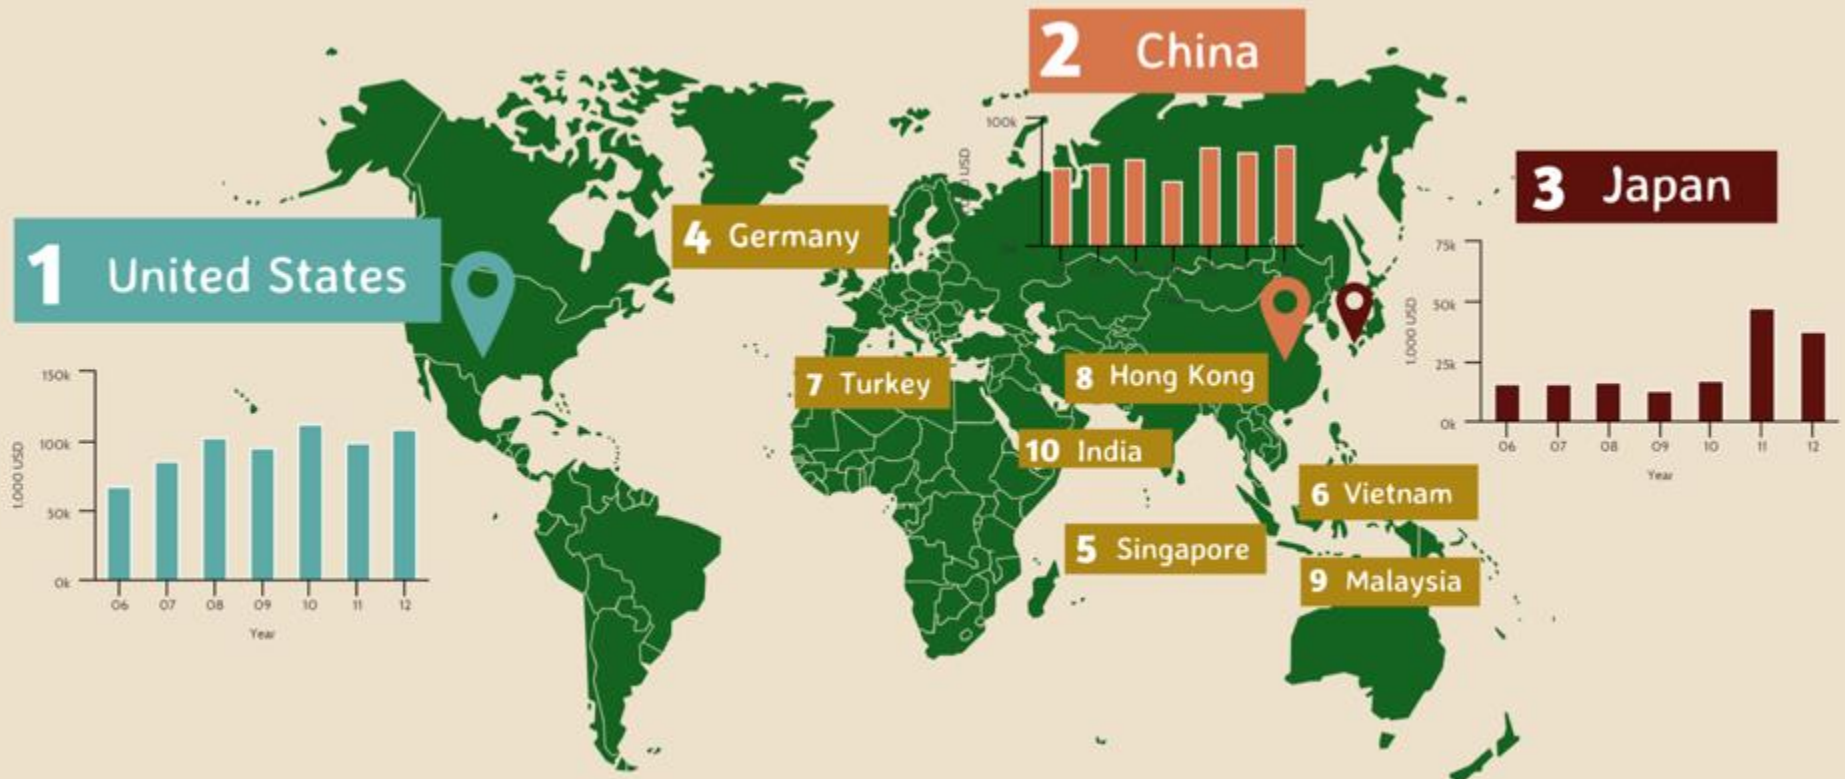 2 China
100k
3 Japan
4 Germany
1 United States
75k
50k
25k
0k
1.000 USD
06 07 08 09 10 11 12
Year
7 Turkey
8 Hong Kong
150k
100k
50k
0k
1.000 USD
06 07 08 09 10 11 12
Year
10 India
6 Vietnam
5 Singapore
9 Malaysia